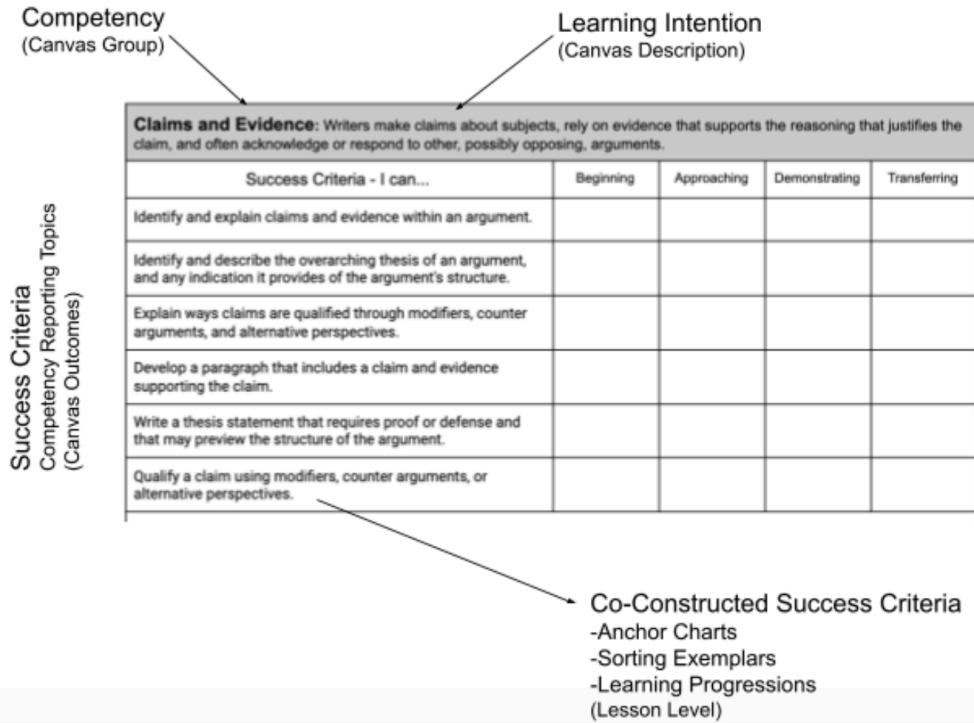 Competency
(Canvas Group)
Learning Intention
(Canvas Description)
Claims and Evidence: Writers make claims about subjects, rely on evidence that supports the reasoning that justifies the
claim, and often acknowledge or respond to other, possibly opposing, arguments.
Success Criteria - I can...
Beginning
Approaching
Demonstrating
Transferring
Identify and explain claims and evidence within an argument.
Identify and describe the overarching thesis of an argument,
and any indication it provides of the argument's structure.
Explain ways claims are qualified through modifiers, counter
arguments, and alternative perspectives.
Develop a paragraph that includes a claim and evidence
supporting the claim.
Write a thesis statement that requires proof or defense and
that may preview the structure of the argument.
Qualify a claim using modifiers, counter arguments, or
alternative perspectives.
Success Criteria
Competency Reporting Topics
(Canvas Outcomes)
Co-Constructed Success Criteria
-Anchor Charts
-Sorting Exemplars
-Learning Progressions
(Lesson Level)